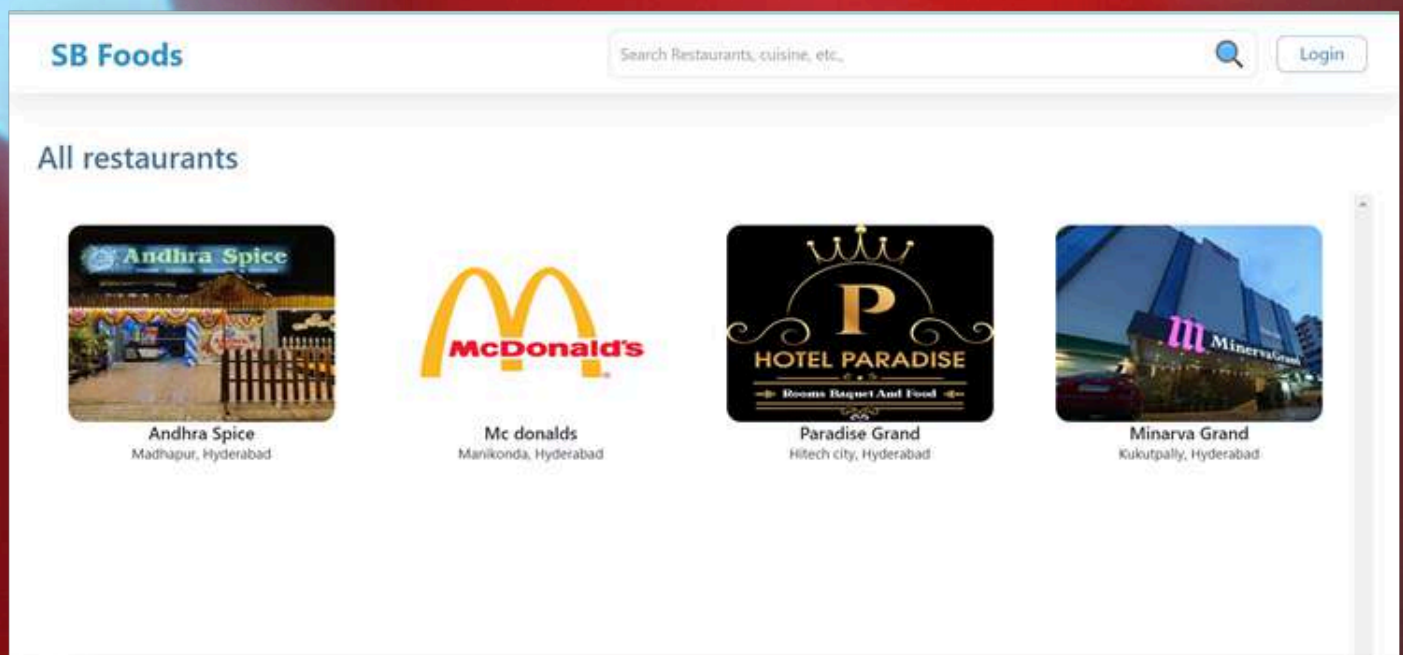 SB Foods
Search Restaurants, cuisine, etc.,
Login
All restaurants
Andhra Spice
McDonald's
P
HOTEL PARADISE
Rooms Baquet And Food
m
Minerva Grand
Andhra Spice
Mc donalds
Paradise Grand
Minarva Grand
Madhapur, Hyderabad
Manikonda, Hyderabad
Hitech city, Hyderabad
Kukutpally, Hyderabad